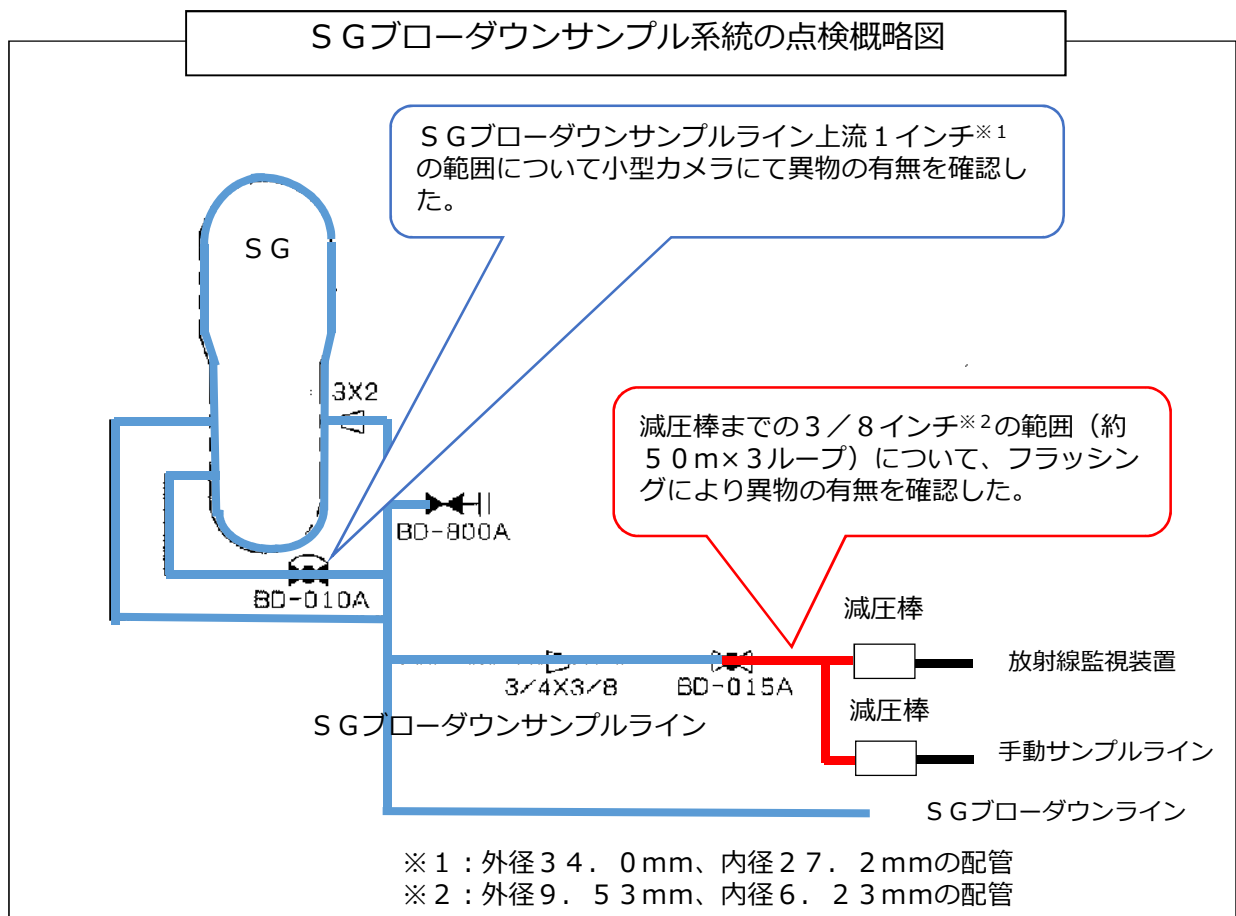 ＳＧブローダウンサンプル系統の点検概略図
ＳＧブローダウンサンプルライン上流１インチ※１
の範囲について小型カメラにて異物の有無を確認し
た。
ＳＧ
3X2
減圧棒までの３／８インチ※２の範囲（約
５０ｍ×３ループ）について、フラッシン
グにより異物の有無を確認した。
BD-800A
BD-010A
減圧棒
放射線監視装置
3/4X3/8
BD-015A
減圧棒
ＳＧブローダウンサンプルライン
手動サンプルライン
ＳＧブローダウンライン
※１：外径３４．０mm、内径２７．２mmの配管
※２：外径９．５３mm、内径６．２３mmの配管